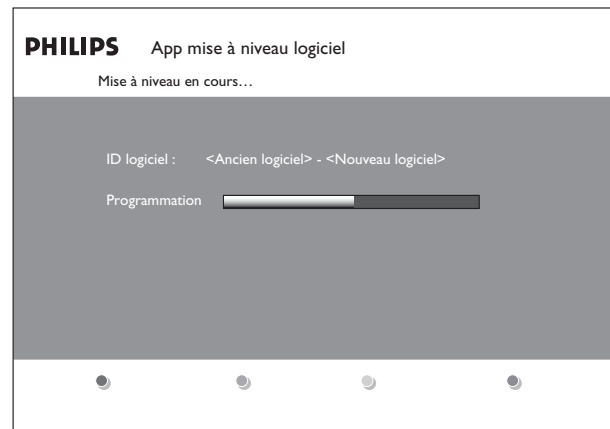 PHILIPS App mise à niveau logiciel
Mise à niveau en cours…
ID logiciel : <Ancien logiciel> - <Nouveau logiciel>
Programmation